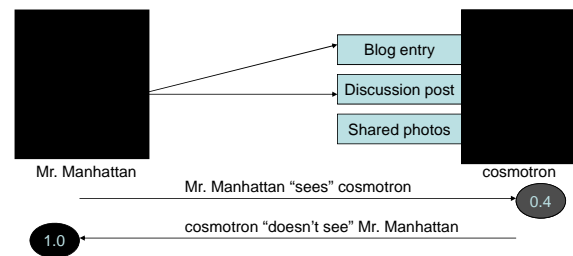 Blog entry
Discussion post
Shared photos
Mr. Manhattan
cosmotron
Mr. Manhattan “sees” cosmotron
0.4
cosmotron “doesn’t see” Mr. Manhattan
1.0